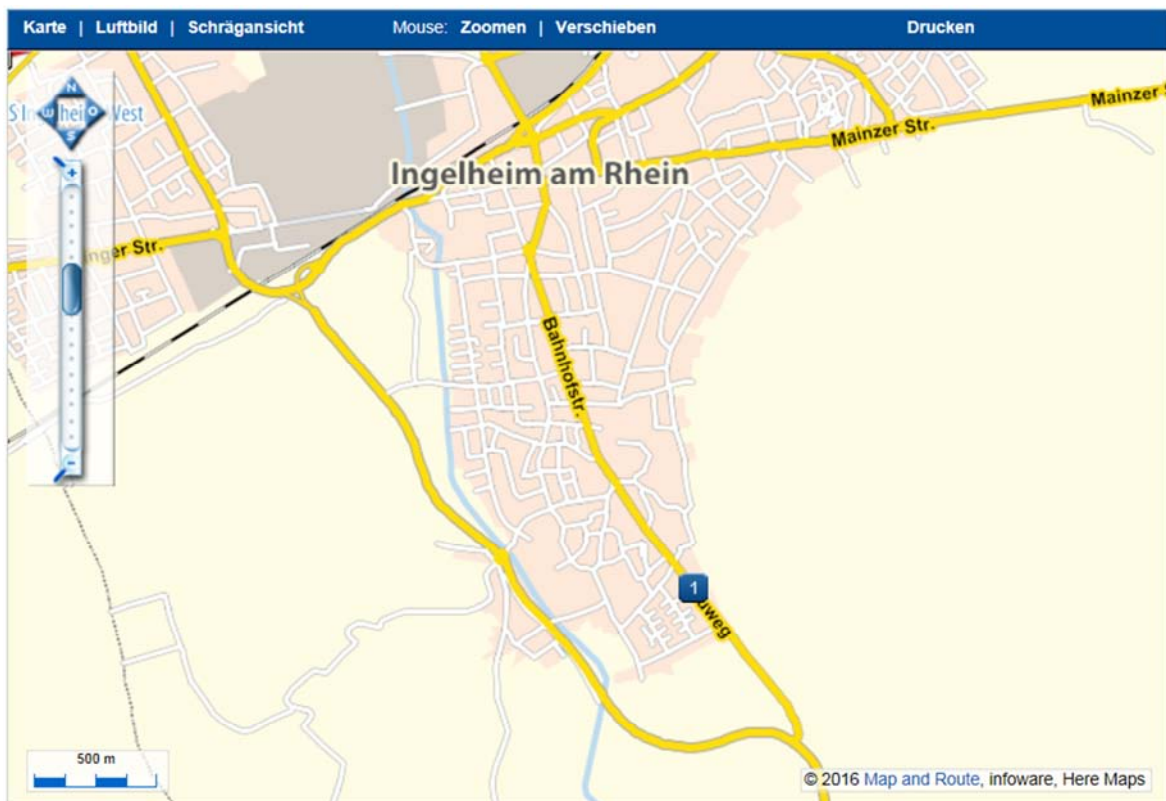 Karte | Luftbild | Schrägansicht Mouse: Zoomen | Verschieben Drucken
N
W O
S
+
-
Mainzer
Mainzer Str.
Ingelheim am Rhein
Str.
Bahnhofstr.
1
500 m
© 2016 Map and Route, infoware, Here Maps